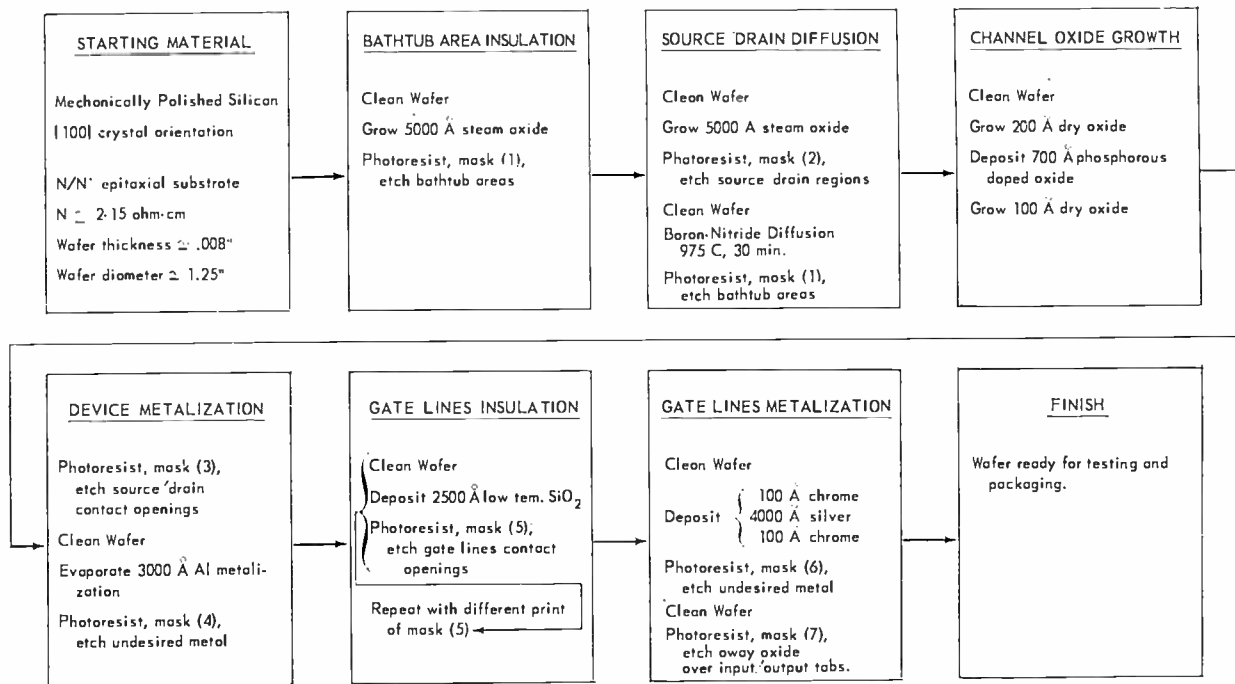 STARTING MATERIAL
Mechonically Polished Silican
|100| crystal orientation
N/N+ epitaxial substrate
N ≃ 2-15 ohm-cm
Wafer thickness ≃ .008"
Wafer diameter ≃ 1.25"
BATHTUB AREA INSULATION
Clean Wafer
Grow 5000 Å steam oxide
Photoresist, mask (1),
etch bathtub areas
SOURCE DRAIN DIFFUSION
Cleon Wafer
Grow 5000 A steam oxide
Photoresist, mask (2),
etch source drain regions
Clean Wafer
Boron-Nitride Diffusion
975 C, 30 min.
Photoresist, mask (1),
etch bathtub areas
CHANNEL OXIDE GROWTH
Clean Wafer
Grow 200 Å dry oxide
Deposit 700 Å phosphorous
doped oxide
Grow 100 Å dry oxide
DEVICE METALIZATION
Photoresist, mask (3),
etch source/drain
contact openings
Clean Wafer
Evaporate 3000 Å Al metali-
zation
Photoresist, mask (4),
etch undesired metol
GATE LINES INSULATION
Clean Wafer
Deposit 2500 Å low tem. SiO2
Photoresist, mask (5),
etch gate lines contact
openings
Repeat with different print
of mask (5)
GATE LINES METALIZATION
Cleon Wafer
Deposit { 100 Å chrome
4000 Å silver
100 A chrome
Photoresist, mask (6),
etch undesired metal
Clean Wafer
Photoresist, mask (7),
etch oway oxide
over input/output tabs.
FINISH
Wafer ready for testing and
packaging.